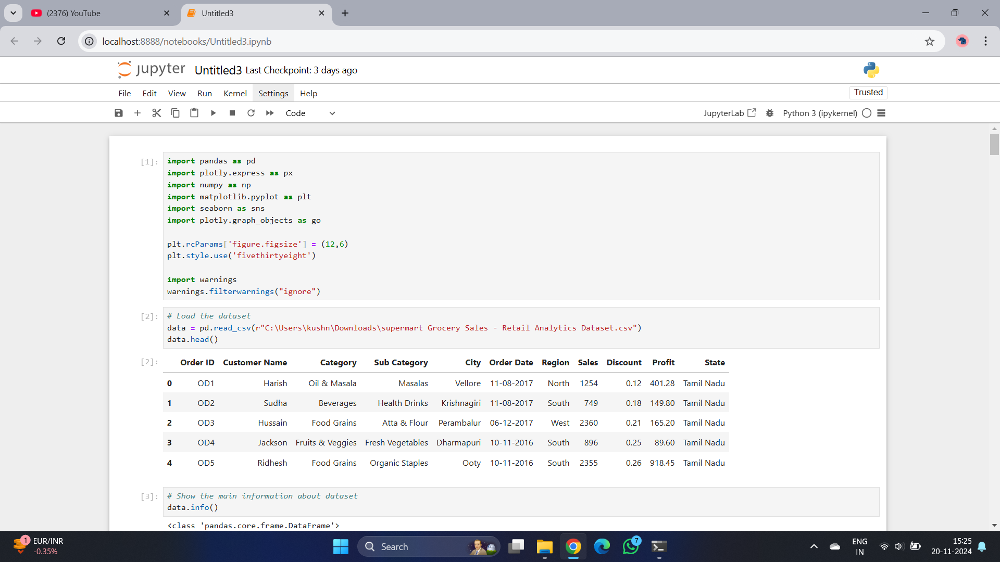 (2376) YouTube
Untitled3
localhost:8888/notebooks/Untitled3.ipynb
jupyter Untitled3 Last Checkpoint: 3 days ago
File Edit View Run Kernel Settings Help
Trusted
Code
JupyterLab Python 3 (ipykernel)
[1]:
import pandas as pd
import plotly.express as px
import numpy as np
import matplotlib.pyplot as plt
import seaborn as sns
import plotly.graph_objects as go
plt.rcParams['figure.figsize'] = (12,6)
plt.style.use('fivethirtyeight')
import warnings
warnings.filterwarnings("ignore")
[2]:
# Load the dataset
data = pd.read_csv(r"C:\Users\kushn\Downloads\supermart Grocery Sales - Retail Analytics Dataset.csv")
data.head()
[2]:
Order ID Customer Name Category Sub Category City Order Date Region Sales Discount Profit State
0 OD1 Harish Oil & Masala Masalas Vellore 11-08-2017 North 1254 0.12 401.28 Tamil Nadu
1 OD2 Sudha Beverages Health Drinks Krishnagiri 11-08-2017 South 749 0.18 149.80 Tamil Nadu
2 OD3 Hussain Food Grains Atta & Flour Perambalur 06-12-2017 West 2360 0.21 165.20 Tamil Nadu
3 OD4 Jackson Fruits & Veggies Fresh Vegetables Dharmapuri 10-11-2016 South 896 0.25 89.60 Tamil Nadu
4 OD5 Ridhesh Food Grains Organic Staples Ooty 10-11-2016 South 2355 0.26 918.45 Tamil Nadu
[3]:
# Show the main information about dataset
data.info()
<class 'pandas.core.frame.DataFrame'>
1
EUR/INR
-0.35%
Search
7
ENG
IN
15:25
20-11-2024